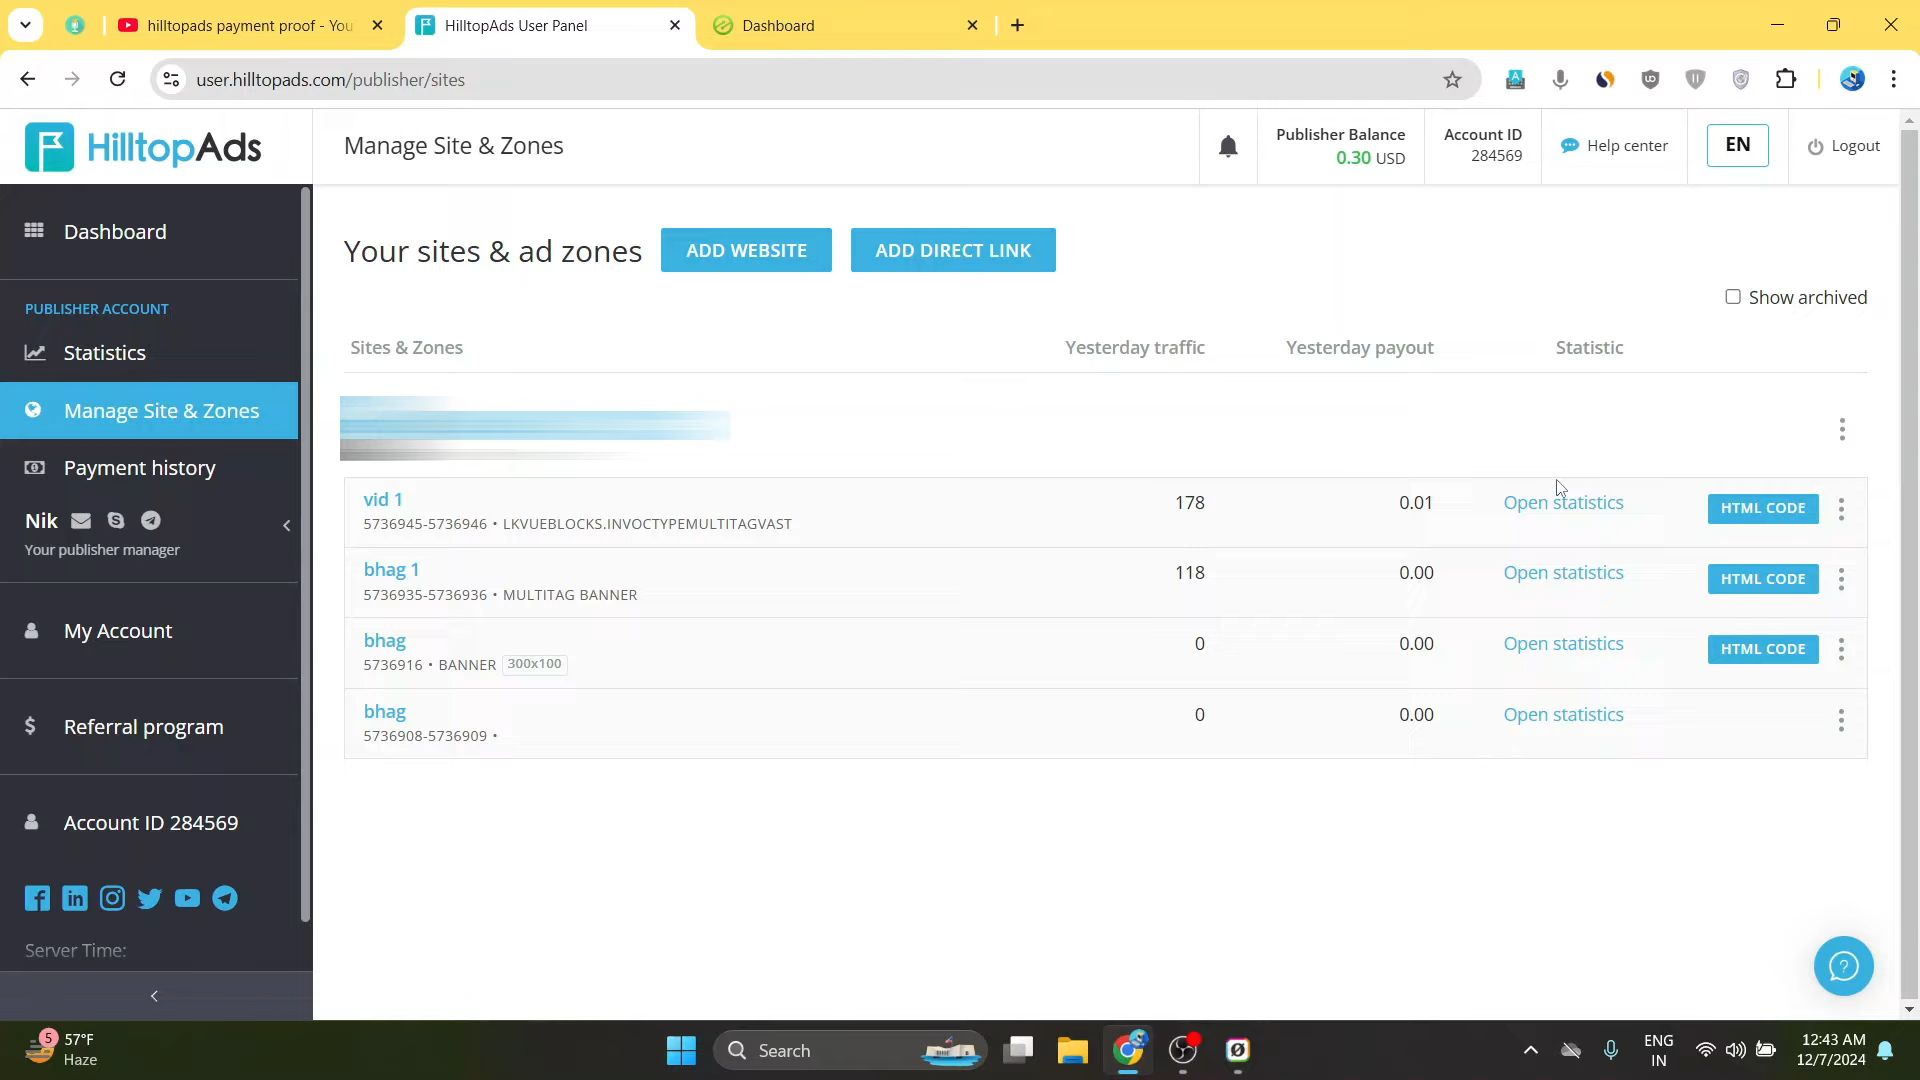 hilltopads payment proof - You
HilltopAds User Panel
Dashboard
user.hilltopads.com/publisher/sites
HilltopAds
Manage Site & Zones
Publisher Balance
0.30 USD
Account ID
284569
Help center
EN
Logout
Dashboard
PUBLISHER ACCOUNT
Statistics
Manage Site & Zones
Payment history
Nik
Your publisher manager
My Account
Referral program
Account ID 284569
Server Time:
Your sites & ad zones
ADD WEBSITE
ADD DIRECT LINK
Show archived
Sites & Zones Yesterday traffic Yesterday payout Statistic
vid 1
5736945-5736946 • LKVUEBLOCKS.INVOCTYPEMULTITAGVAST
178 0.01 Open statistics HTML CODE
bhag 1
5736935-5736936 • MULTITAG BANNER
118 0.00 Open statistics HTML CODE
bhag
5736916 • BANNER 300x100
0 0.00 Open statistics HTML CODE
bhag
5736908-5736909 •
0 0.00 Open statistics
5
57°F
Haze
Search
ENG
IN
12:43 AM
12/7/2024